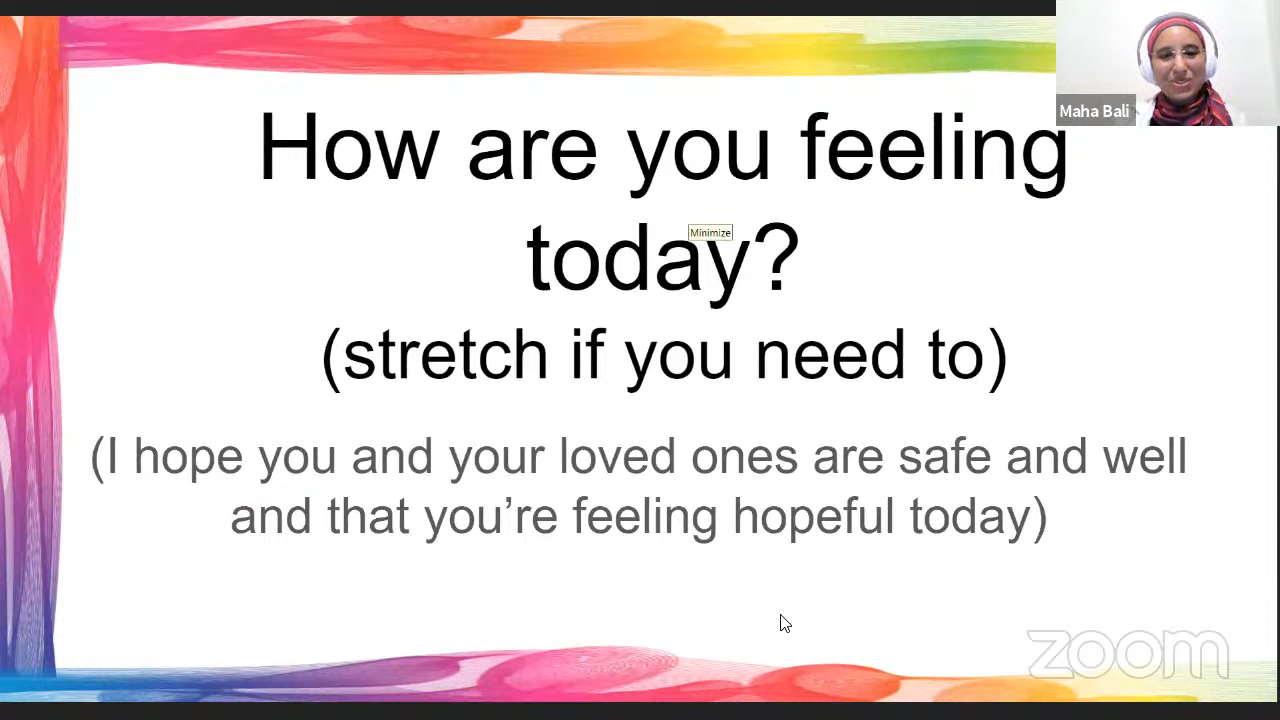 How are you feeling
today?
Minimize
(stretch if you need to)
(I hope you and your loved ones are safe and well
and that you’re feeling hopeful today)
Maha Bali
zoom